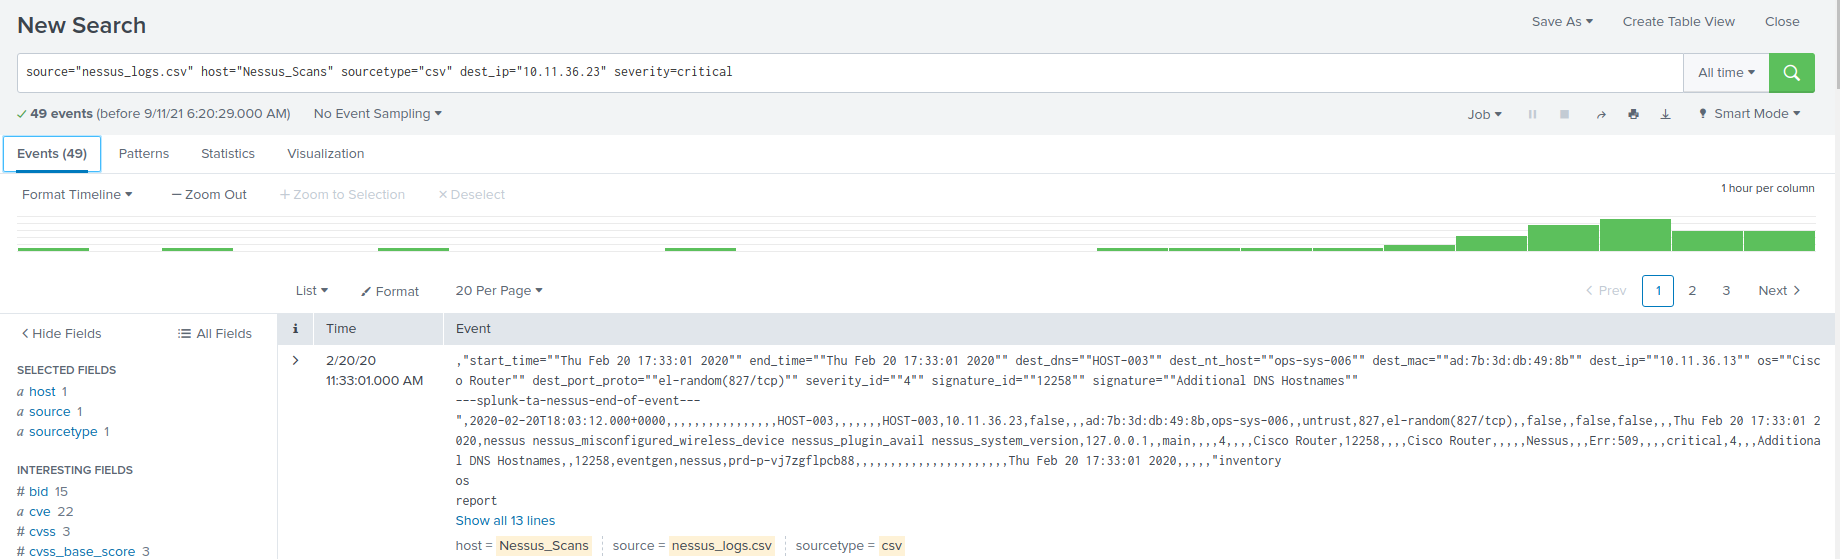 New Search
Save As
Create Table View
Close
source="nessus_logs.csv" host="Nessus_Scans" sourcetype="csv" dest_ip="10.11.36.23" severity=critical
All time
49 events (before 9/11/21 6:20:29.000 AM)
No Event Sampling
Job
Smart Mode
Events (49)
Patterns
Statistics
Visualization
Format Timeline
Zoom Out
Zoom to Selection
Deselect
1 hour per column
List
Format
20 Per Page
Prev
1
2
3
Next
Hide Fields
All Fields
SELECTED FIELDS
a host 1
a source 1
a sourcetype 1
INTERESTING FIELDS
# bid 15
a cve 22
# cvss 3
# cvss_base_score 3
i
Time
Event
2/20/20
11:33:01.000 AM
,"start_time=""Thu Feb 20 17:33:01 2020"" end_time=""Thu Feb 20 17:33:01 2020"" dest_dns=""HOST-003"" dest_nt_host=""ops-sys-006"" dest_mac=""ad:7b:3d:db:49:8b"" dest_ip=""10.11.36.13"" os=""Cisc
o Router"" dest_port_proto=""el-random(827/tcp)"" severity_id=""4"" signature_id=""12258"" signature=""Additional DNS Hostnames""
---splunk-ta-nessus-end-of-event---
",2020-02-20T18:03:12.000+0000,,,,,,,,,,,,,,,,HOST-003,,,,,,,HOST-003,10.11.36.23,false,,,ad:7b:3d:db:49:8b,ops-sys-006,,untrust,827,el-random(827/tcp),,false,,false,false,,,Thu Feb 20 17:33:01 2
020,nessus nessus_misconfigured_wireless_device nessus_plugin_avail nessus_system_version,127.0.0.1,,main,,,,4,,,,Cisco Router,12258,,,,Cisco Router,,,,,Nessus,,,Err:509,,,,critical,4,,,Additiona
l DNS Hostnames,,12258,eventgen,nessus,prd-p-vj7zgflpcb88,,,,,,,,,,,,,,,,,,,,,,Thu Feb 20 17:33:01 2020,,,,,"inventory
os
report
Show all 13 lines
host = Nessus_Scans
source = nessus_logs.csv
sourcetype = csv